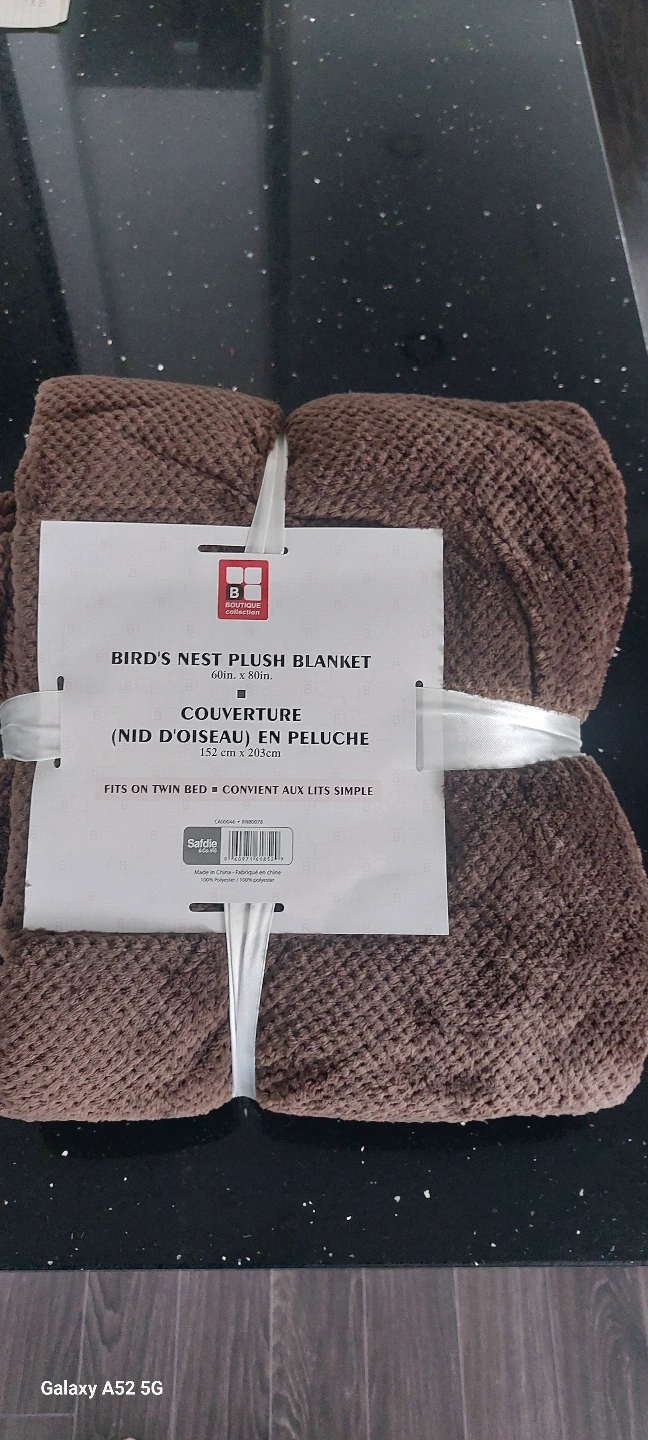 B
BOUTIQUE
collection
BIRD'S NEST PLUSH BLANKET
60in. x 80in.
COUVERTURE
(NID D'OISEAU) EN PELUCHE
152 cm x 203cm
FITS ON TWIN BED ▪ CONVIENT AUX LITS SIMPLE
Safdie
& Co. Inc.
Made in China - Fabriqué en chine
100% Polyester / 100% polyester
Galaxy A52 5G